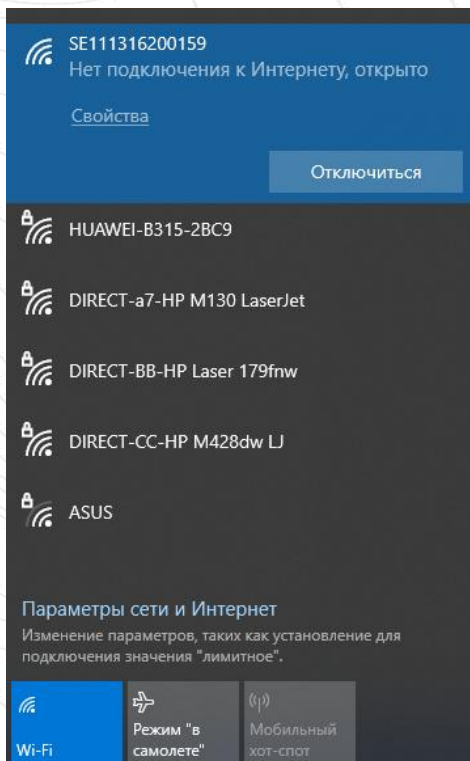 SE111316200159
Нет подключения к Интернету, открыто
Свойства
Отключиться
HUAWEI-B315-2BC9
DIRECT-a7-HP M130 LaserJet
DIRECT-BB-HP Laser 179fnw
DIRECT-CC-HP M428dw LJ
ASUS
Параметры сети и Интернет
Изменение параметров, таких как установление для
подключения значения "лимитное".
Wi-Fi
Режим "в
самолете"
Мобильный
хот-спот